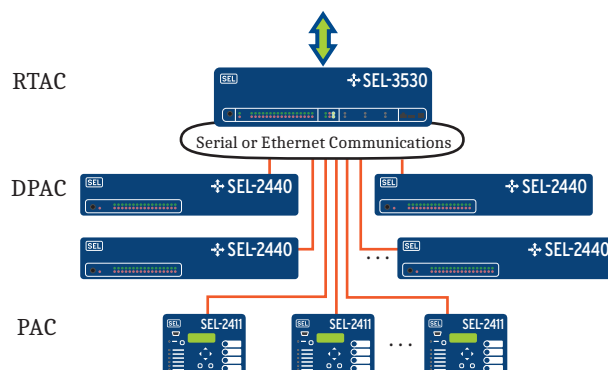 SEL SEL-3530
RTAC
Serial or Ethernet Communications
DPAC
SEL SEL-2440
SEL SEL-2440
SEL SEL-2440
...
SEL SEL-2440
PAC
SEL SEL-2411
SEL SEL-2411
...
SEL SEL-2411